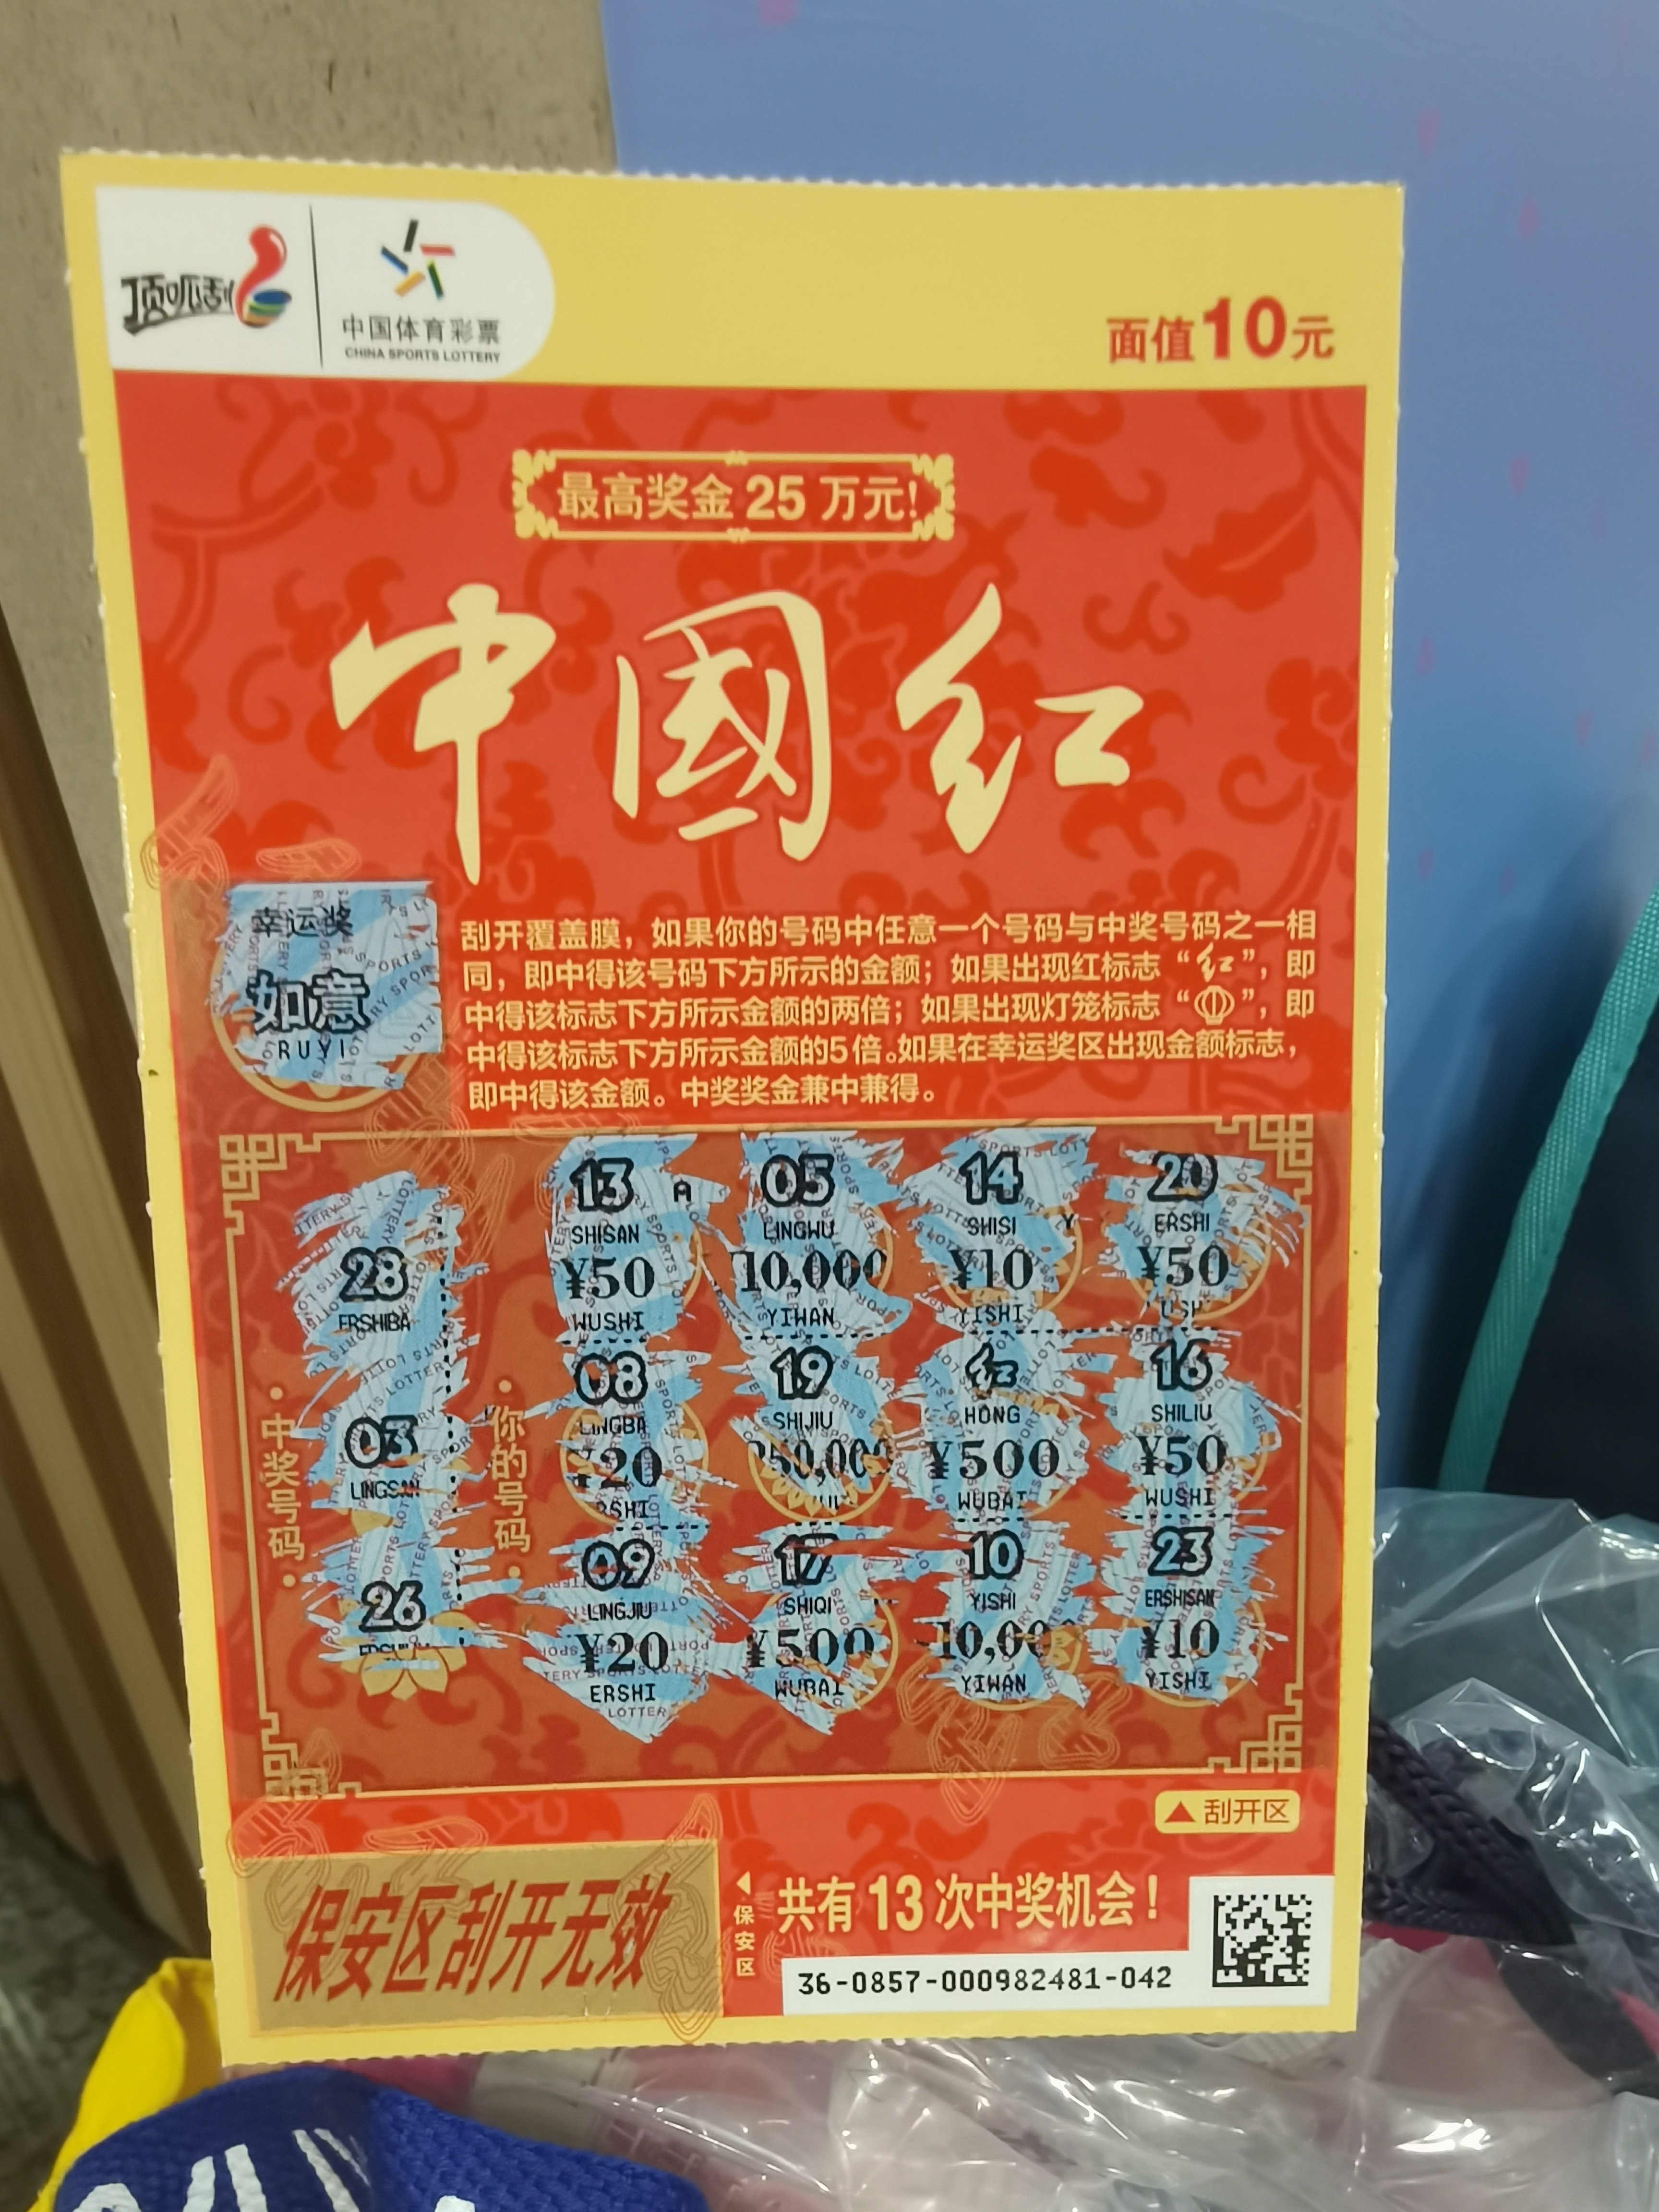 顶呱刮
中国体育彩票
CHINA SPORTS LOTTERY
面值10元
最高奖金25万元!
中國红
幸运奖
如意
RUYI
刮开覆盖膜，如果你的号码中任意一个号码与中奖号码之一相
同，即中得该号码下方所示的金额；如果出现红标志“红”，即
中得该标志下方所示金额的两倍；如果出现灯笼标志“”，即
中得该标志下方所示金额的5倍。如果在幸运奖区出现金额标志，
即中得该金额。中奖奖金兼中兼得。
中奖号码
28
ERSHIBA
03
LINGSAN
26
你的号码
13 A 05 14 20
SHISAN LINGWU SHISI Y ERSHI
¥50 10,000 ¥10 ¥50
WUSHI YIWAN YISHI
08 19 红 16
LINGBA SHIJIU HONG SHILIU
¥20 50,000 ¥500 ¥50
WUBAI WUSHI
09 17 10 23
LINGJIU SHIQI YISHI ERSHISAN
¥20 ¥500 10,000 ¥10
ERSHI WUBAI YIWAN YISHI
▲刮开区
保安区刮开无效
保安区
共有13次中奖机会!
36-0857-000982481-042